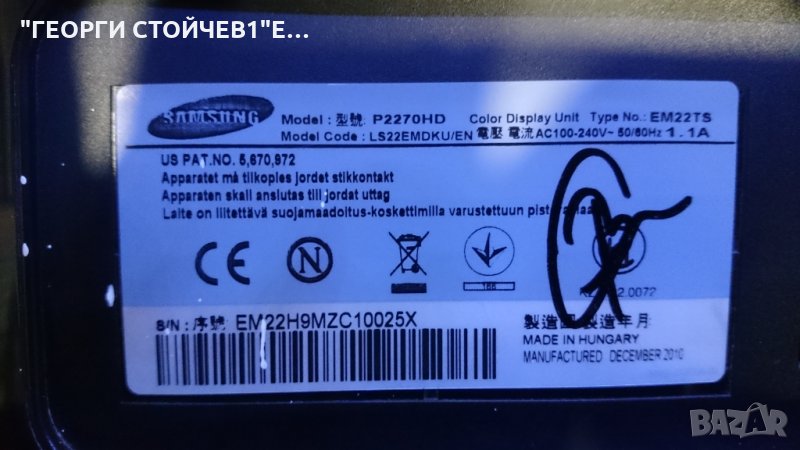 "ГЕОРГИ СТОЙЧЕВ1"Е...
SAMSUNG
Model : 型號: P2270HD Color Display Unit Type No.: EM22TS
Model Code : LS22EMDKU/EN 電壓 電流 AC100-240V~ 50/60Hz 1.1A
US PAT.NO. 5,670,972
Apparatet må tilkoples jordet stikkontakt
Apparaten skall anslutas till jordat uttag
Laite on liitettävä suojamaadoitus-koskettimilla varustettuun
CE N
S/N : 序號: EM22H9MZC10025X
製造國 製造年月
MADE IN HUNGARY
MANUFACTURED DECEMBER 2010
BAZAR